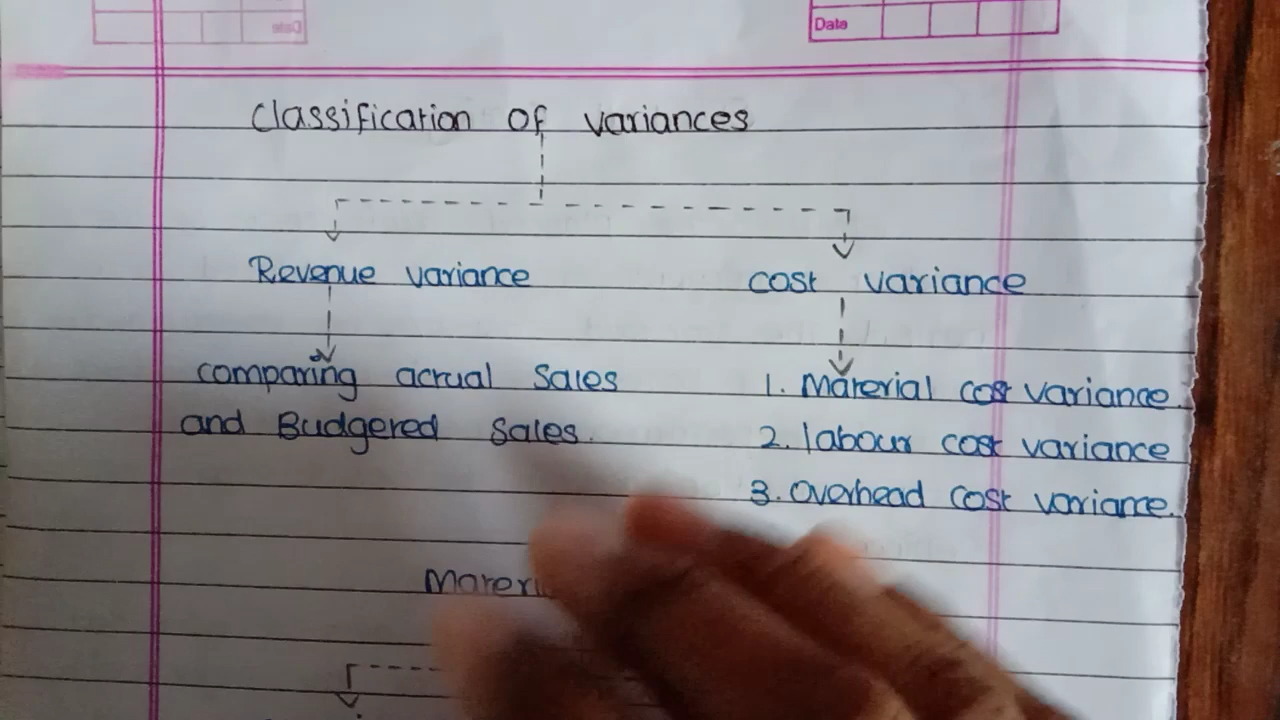 Data
Classification of variances
Revenue variance
cost variance
comparing actual sales
and Budgeted sales.
1. Material cost variance.
2. labour cost variance
3. overhead cost variance.